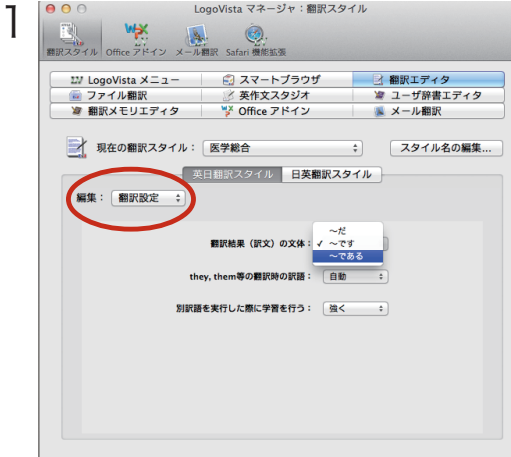 1
LogoVista マネージャ：翻訳スタイル
翻訳スタイル Office アドイン メール翻訳 Safari 機能拡張
LogoVista メニュー スマートブラウザ 翻訳エディタ
ファイル翻訳 英作文スタジオ ユーザ辞書エディタ
翻訳メモリエディタ Office アドイン メール翻訳
現在の翻訳スタイル： 医学総合 スタイル名の編集...
英日翻訳スタイル 日英翻訳スタイル
編集： 翻訳設定
〜だ
翻訳結果（訳文）の文体： ✓ 〜です
〜である
they, them等の翻訳時の訳語： 自動
別訳語を実行した際に学習を行う： 強く